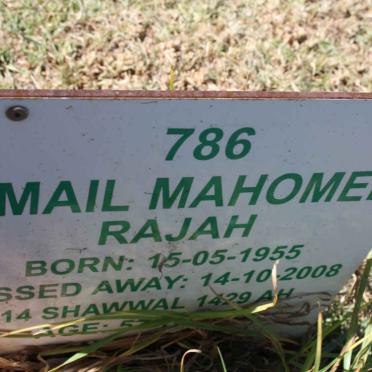 786
MAIL MAHOME
RAJAH
BORN: 15-05-1955
SSED AWAY: 14-10-2008
14 SHAWWAL 1429 AH
AGE: